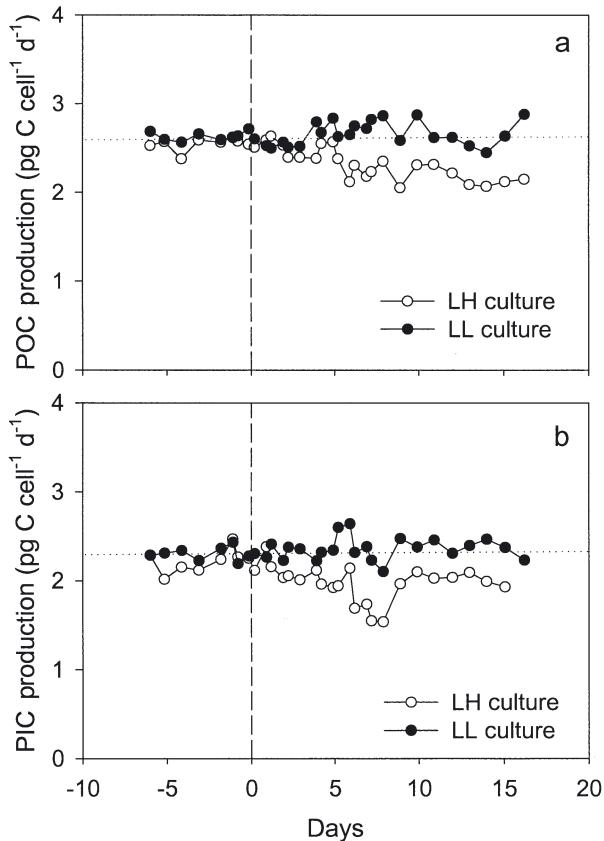 4
a
3
2
1
0
POC production (pg C cell⁻¹ d⁻¹)
LH culture
LL culture
4
b
3
2
1
0
PIC production (pg C cell⁻¹ d⁻¹)
LH culture
LL culture
-10 -5 0 5 10 15 20
Days